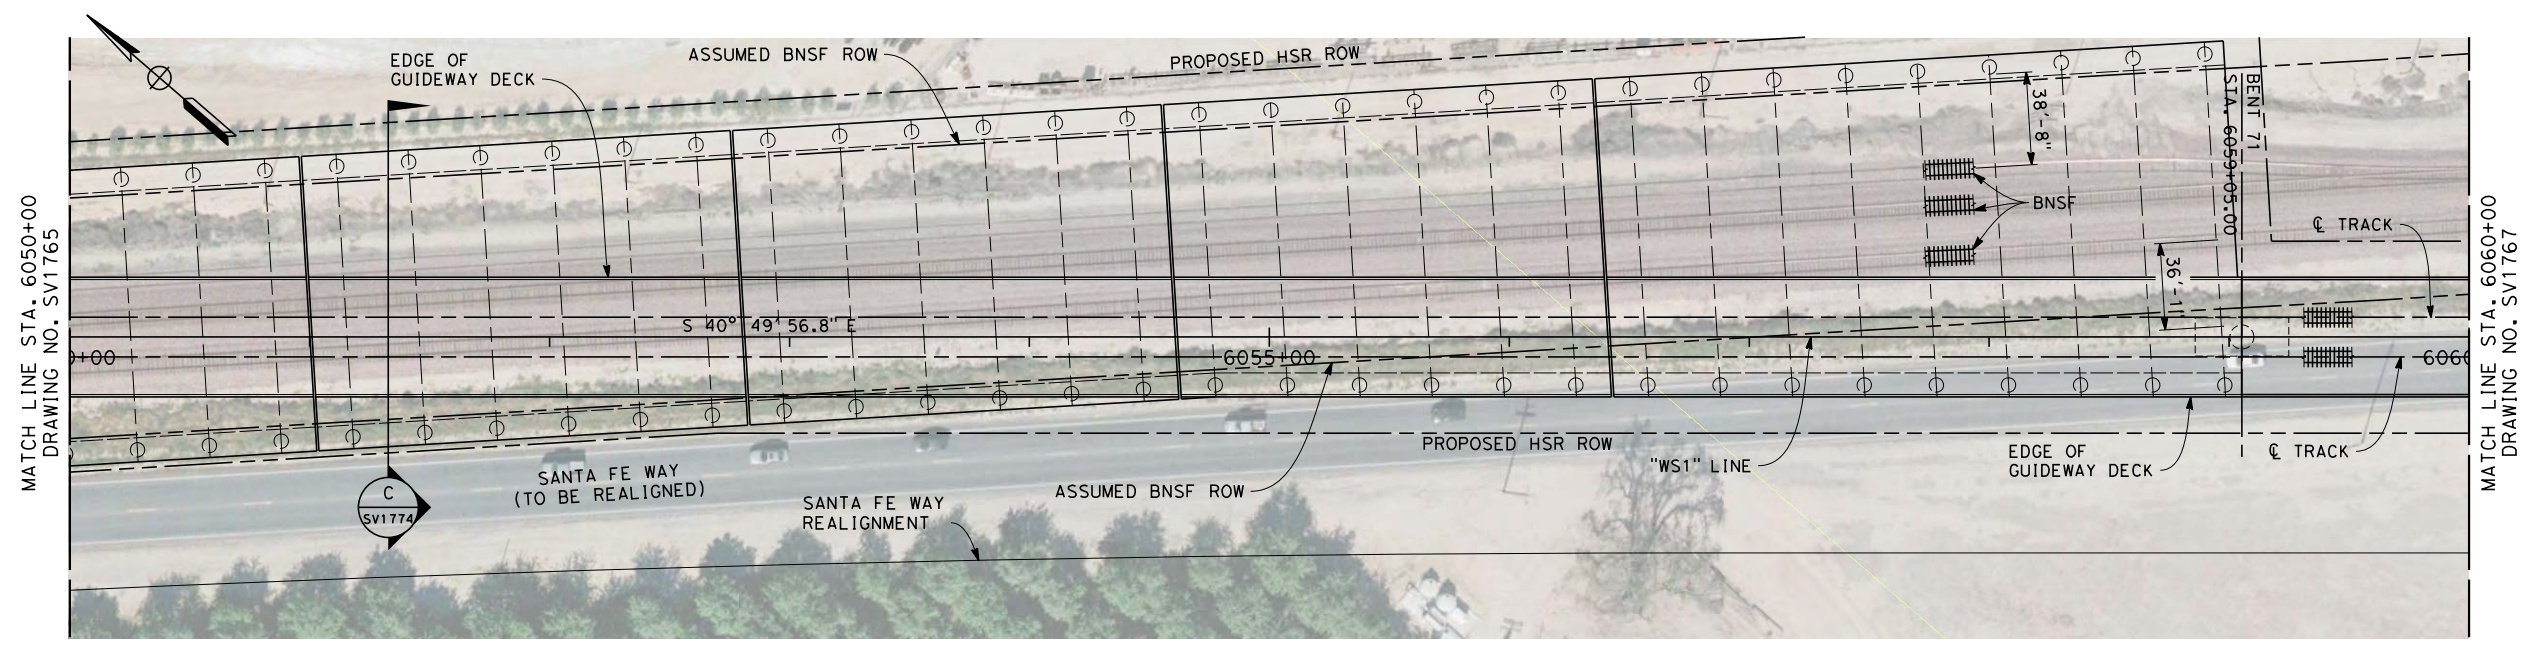 EDGE OF
GUIDEWAY DECK
ASSUMED BNSF ROW
PROPOSED HSR ROW
38'-8"
BENT 71
STA. 6059+05.00
BNSF
℄ TRACK
MATCH LINE STA. 6050+00
DRAWING NO. SV1765
MATCH LINE STA. 6060+00
DRAWING NO. SV1767
36'-1"
S 40° 49' 56.8" E
0+00
6055+00
606
PROPOSED HSR ROW
"WS1" LINE
EDGE OF
GUIDEWAY DECK
℄ TRACK
SANTA FE WAY
(TO BE REALIGNED)
ASSUMED BNSF ROW
C
SV1774
SANTA FE WAY
REALIGNMENT